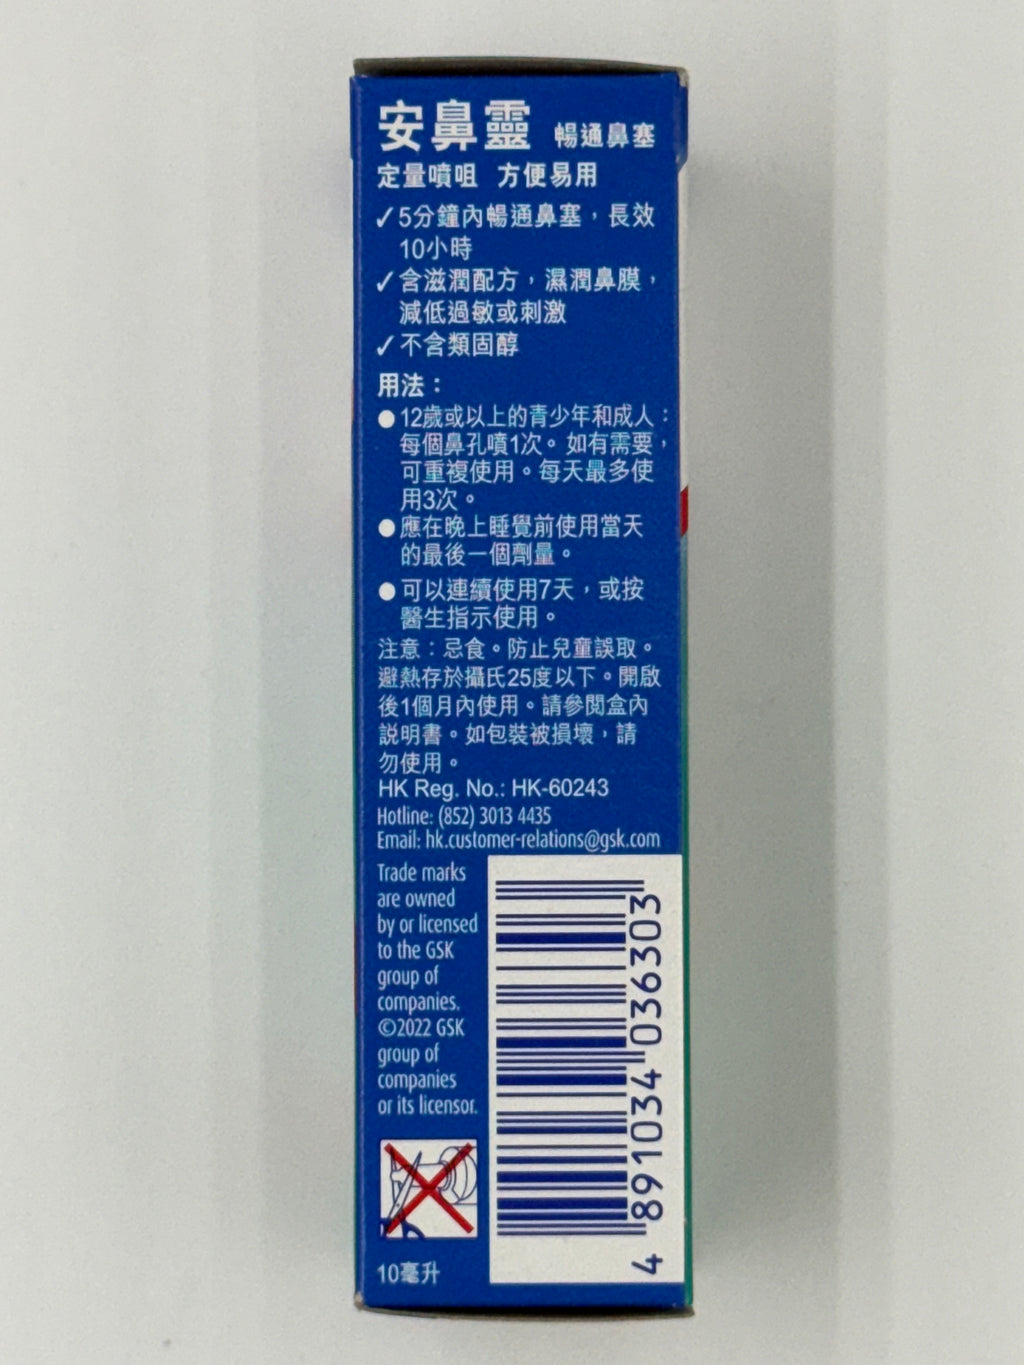 安鼻靈 暢通鼻塞
定量噴咀 方便易用
✓5分鐘內暢通鼻塞，長效
10小時
✓含滋潤配方，濕潤鼻膜，
減低過敏或刺激
✓不含類固醇
用法：
●12歲或以上的青少年和成人：
每個鼻孔噴1次。如有需要，
可重複使用。每天最多使
用3次。
●應在晚上睡覺前使用當天
的最後一個劑量。
●可以連續使用7天，或按
醫生指示使用。
注意：忌食。防止兒童誤取。
避熱存於攝氏25度以下。開啟
後1個月內使用。請參閱盒內
説明書。如包裝被損壞，請
勿使用。
HK Reg. No.: HK-60243
Hotline: (852) 3013 4435
Email: hk.customer-relations@gsk.com
Trade marks
are owned
by or licensed
to the GSK
group of
companies.
©2022 GSK
group of
companies
or its licensor.
4 891034 036303
10毫升